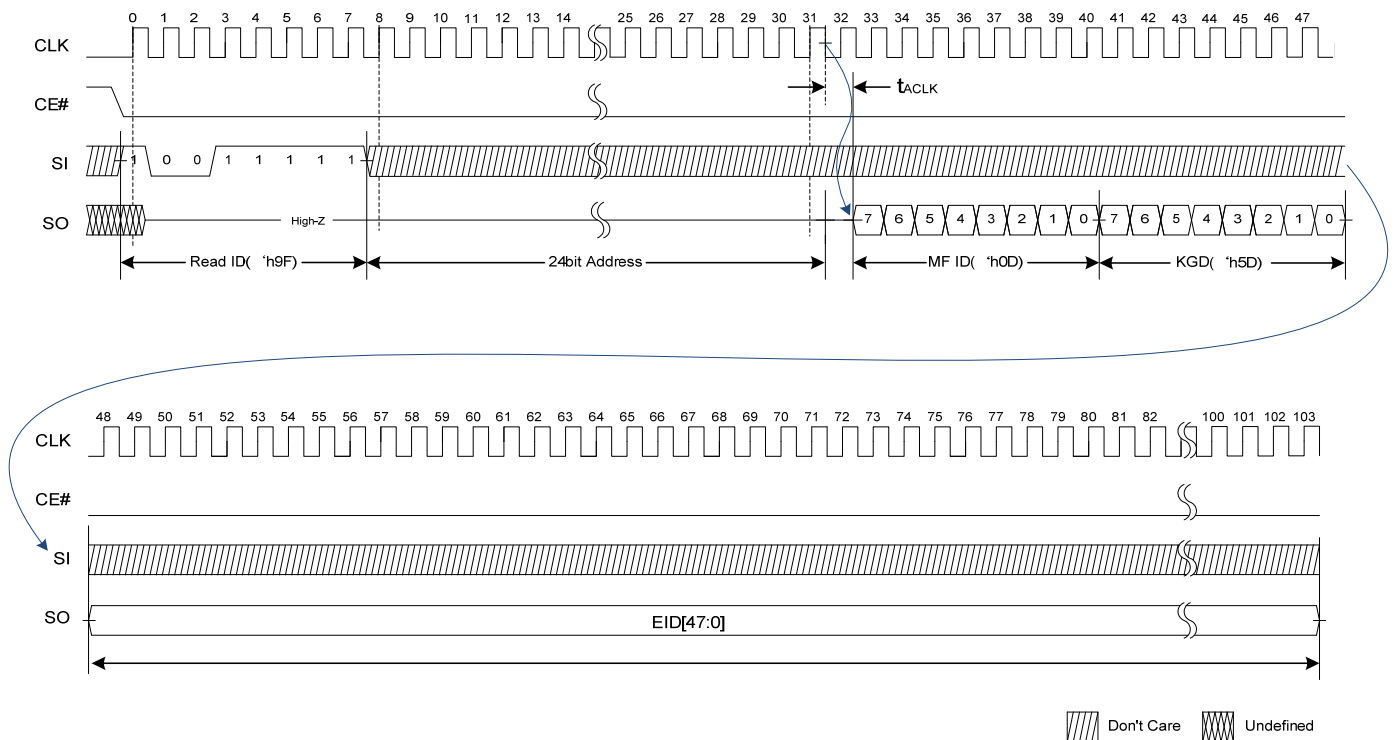 0 1 2 3 4 5 6 7 8 9 10 11 12 13 14 25 26 27 28 29 30 31 32 33 34 35 36 37 38 39 40 41 42 43 44 45 46 47
CLK
tACLK
CE#
SI 1 0 0 1 1 1 1 1
SO High-Z 7 6 5 4 3 2 1 0 7 6 5 4 3 2 1 0
Read ID( ‘h9F) 24bit Address MF ID( ‘h0D) KGD( ‘h5D)
48 49 50 51 52 53 54 55 56 57 58 59 60 61 62 63 64 65 66 67 68 69 70 71 72 73 74 75 76 77 78 79 80 81 82 100 101 102 103
CLK
CE#
SI
SO EID[47:0]
Don't Care Undefined